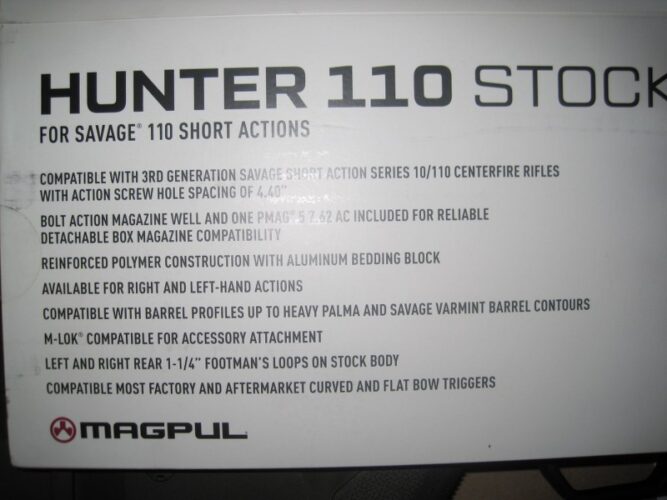 HUNTER 110 STOCK
FOR SAVAGE® 110 SHORT ACTIONS
COMPATIBLE WITH 3RD GENERATION SAVAGE SHORT ACTION SERIES 10/110 CENTERFIRE RIFLES
WITH ACTION SCREW HOLE SPACING OF 4.40"
BOLT ACTION MAGAZINE WELL AND ONE PMAG® 5 7.62 AC INCLUDED FOR RELIABLE
DETACHABLE BOX MAGAZINE COMPATIBILITY
REINFORCED POLYMER CONSTRUCTION WITH ALUMINUM BEDDING BLOCK
AVAILABLE FOR RIGHT AND LEFT-HAND ACTIONS
COMPATIBLE WITH BARREL PROFILES UP TO HEAVY PALMA AND SAVAGE VARMINT BARREL CONTOURS
M-LOK® COMPATIBLE FOR ACCESSORY ATTACHMENT
LEFT AND RIGHT REAR 1-1/4" FOOTMAN'S LOOPS ON STOCK BODY
COMPATIBLE MOST FACTORY AND AFTERMARKET CURVED AND FLAT BOW TRIGGERS
MAGPUL